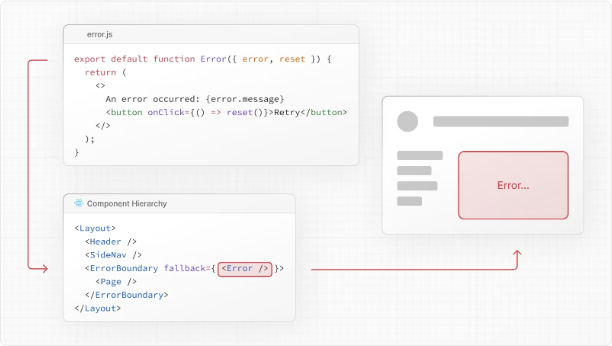 error.js
export default function Error({ error, reset }) {
return (
<>
An error occurred: {error.message}
<button onClick={() => reset()}>Retry</button>
</>
);
}
Component Hierarchy
<Layout>
<Header />
<SideNav />
<ErrorBoundary fallback={ <Error /> }>
<Page />
</ErrorBoundary>
</Layout>
Error...